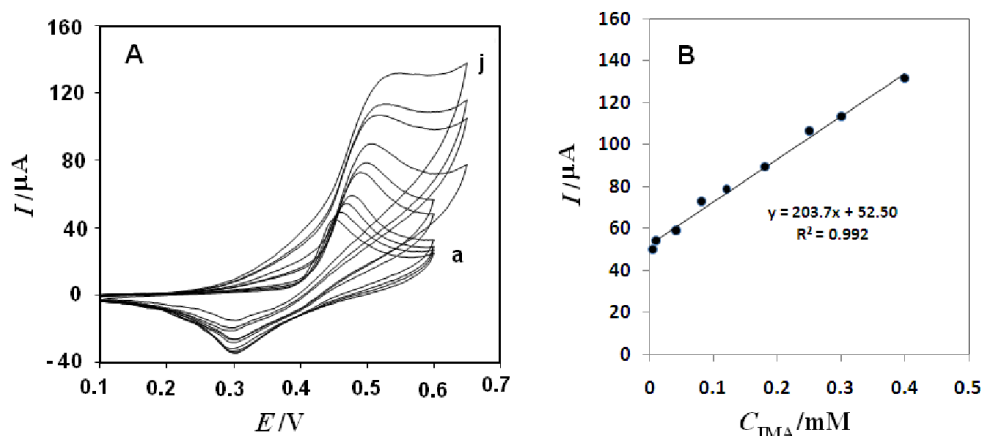 A
I/µA
160
120
80
40
0
-40
j
a
0.1 0.2 0.3 0.4 0.5 0.6 0.7
E/V
B
I/µA
160
140
120
100
80
60
40
20
0
y = 203.7x + 52.50
R² = 0.992
0 0.1 0.2 0.3 0.4 0.5
C IMA/mM